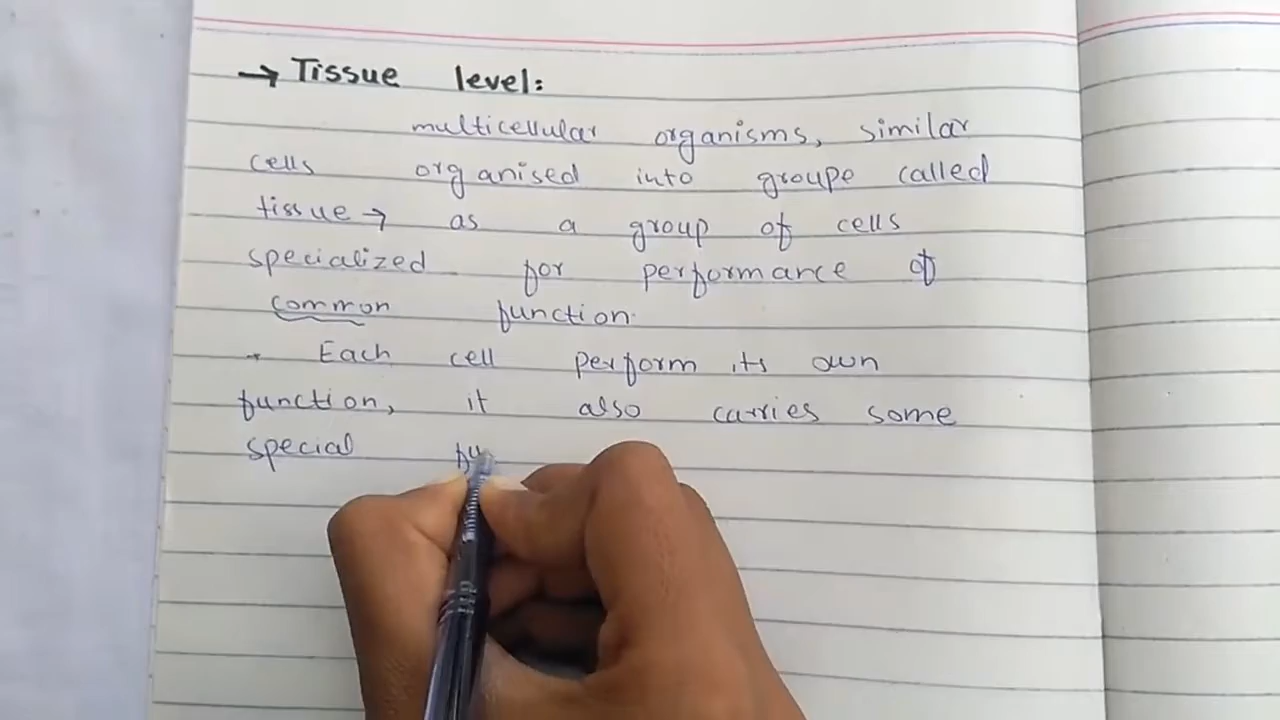 → Tissue level:
multicellular organisms, similar
cells organised into groupe called
tissue → as a group of cells
specialized for performance of
common function.
Each cell perform its own
function, it also carries some
special fu